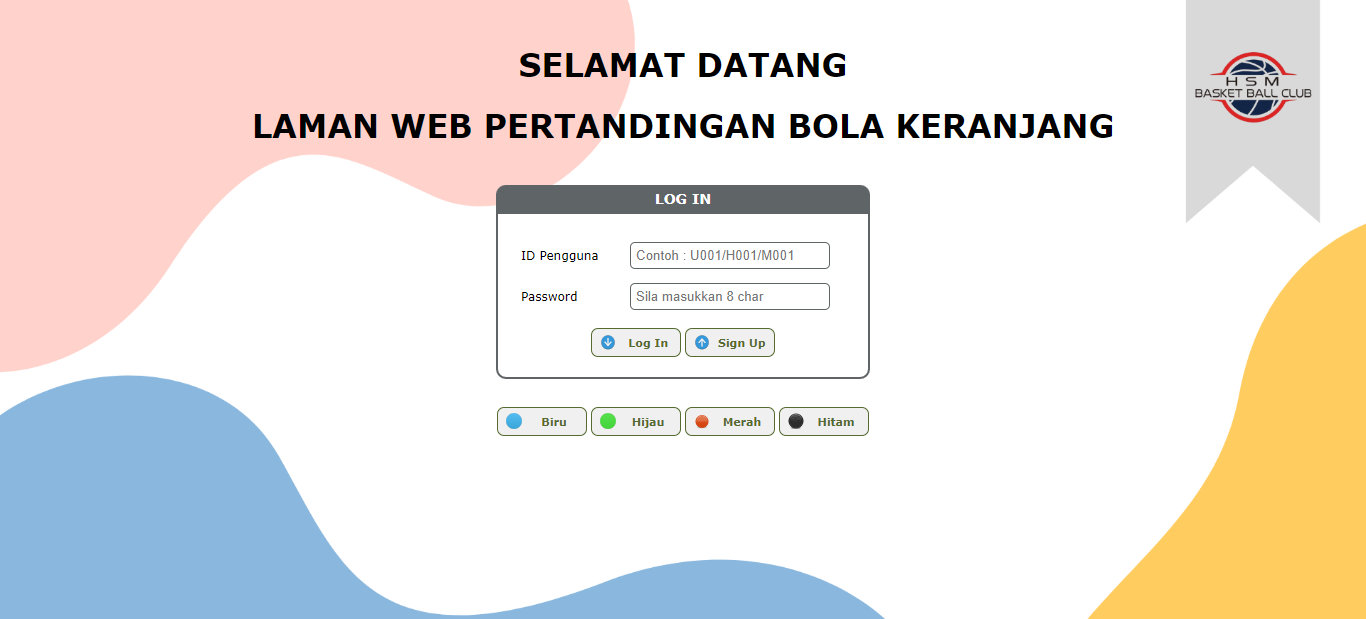 SELAMAT DATANG
LAMAN WEB PERTANDINGAN BOLA KERANJANG
HSM
BASKET BALL CLUB
LOG IN
ID Pengguna Contoh : U001/H001/M001
Password Sila masukkan 8 char
Log In Sign Up
Biru Hijau Merah Hitam